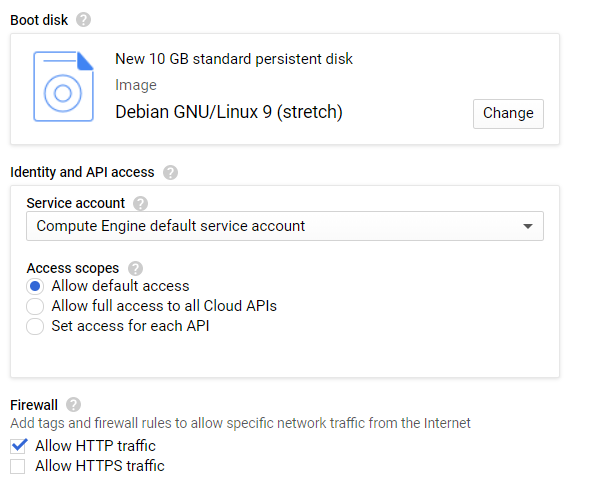 Boot disk
New 10 GB standard persistent disk
Image
Debian GNU/Linux 9 (stretch)
Change
Identity and API access
Service account
Compute Engine default service account
Access scopes
Allow default access
Allow full access to all Cloud APIs
Set access for each API
Firewall
Add tags and firewall rules to allow specific network traffic from the Internet
Allow HTTP traffic
Allow HTTPS traffic